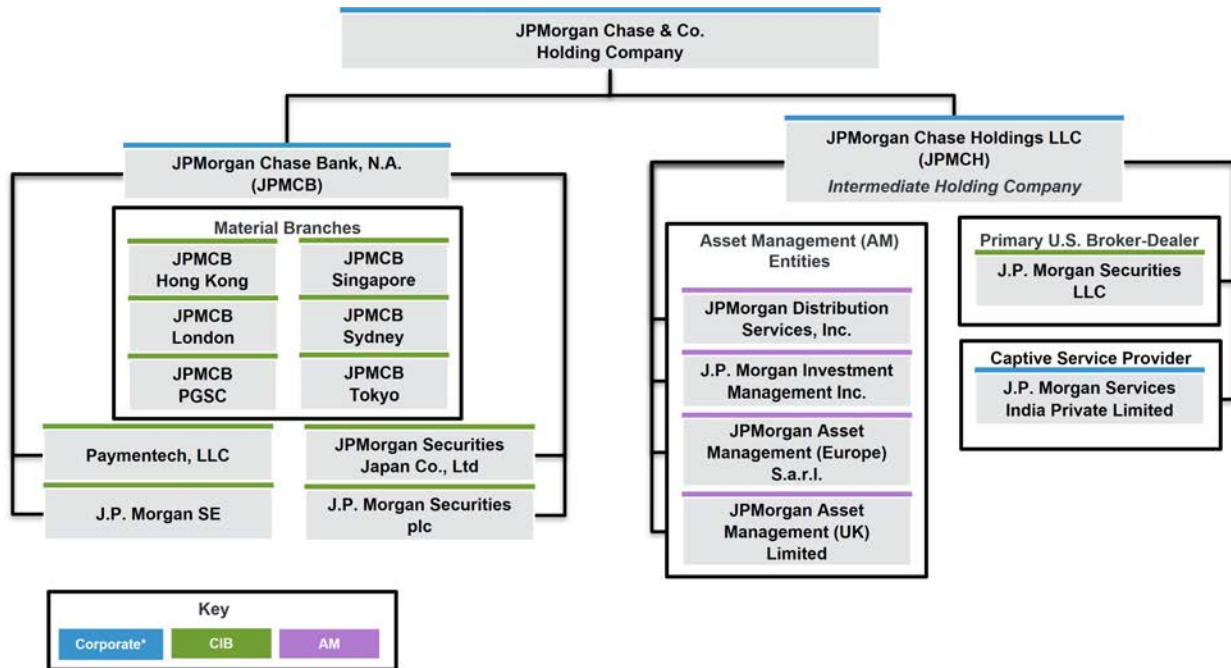 JPMorgan Chase & Co.
Holding Company
JPMorgan Chase Bank, N.A.
(JPMCB)
Material Branches
JPMCB
Hong Kong
JPMCB
Singapore
JPMCB
London
JPMCB
Sydney
JPMCB
PGSC
JPMCB
Tokyo
Paymentech, LLC
JPMorgan Securities
Japan Co., Ltd
J.P. Morgan SE
J.P. Morgan Securities
plc
JPMorgan Chase Holdings LLC
(JPMCH)
Intermediate Holding Company
Asset Management (AM)
Entities
JPMorgan Distribution
Services, Inc.
J.P. Morgan Investment
Management Inc.
JPMorgan Asset
Management (Europe)
S.a.r.l.
JPMorgan Asset
Management (UK)
Limited
Primary U.S. Broker-Dealer
J.P. Morgan Securities
LLC
Captive Service Provider
J.P. Morgan Services
India Private Limited
Key
Corporate*
CIB
AM